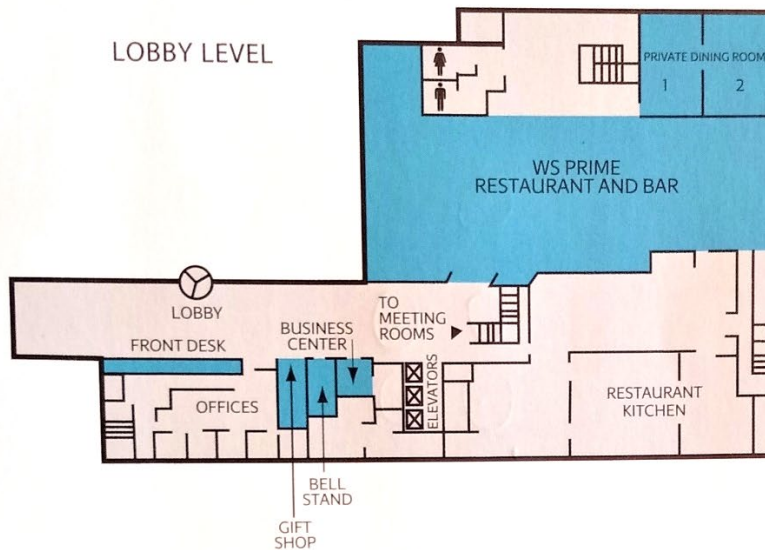 LOBBY LEVEL
PRIVATE DINING ROOM
1
2
WS PRIME
RESTAURANT AND BAR
LOBBY
TO
MEETING
ROOMS
BUSINESS
CENTER
FRONT DESK
ELEVATORS
OFFICES
RESTAURANT
KITCHEN
BELL
STAND
GIFT
SHOP